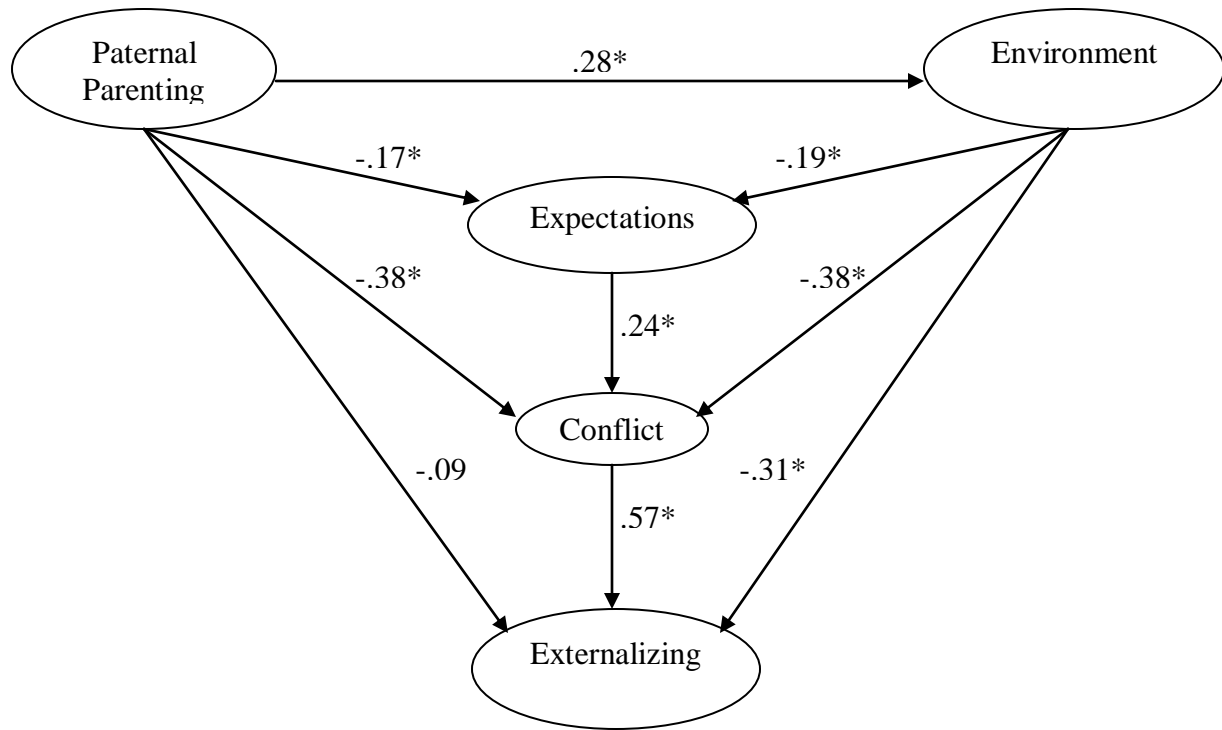 Paternal
Parenting
Environment
.28*
-.17*
-.19*
Expectations
-.38*
-.38*
.24*
Conflict
-.09
-.31*
.57*
Externalizing